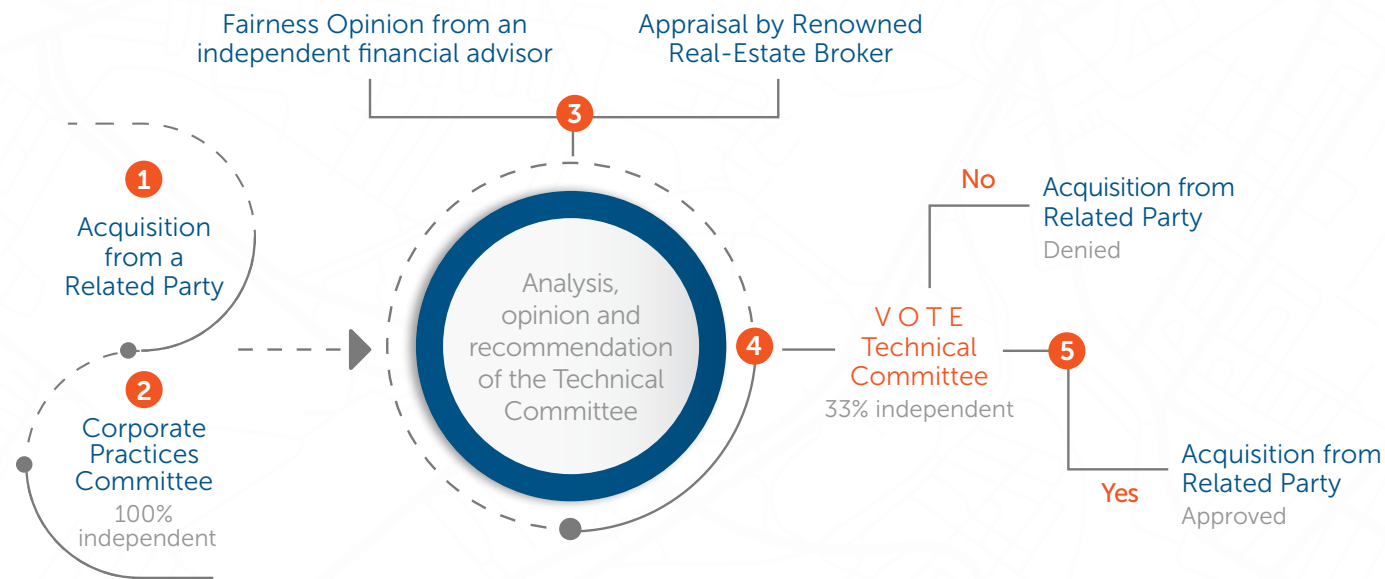 1
Acquisition
from a
Related Party
2
Corporate
Practices
Committee
100%
independent
Fairness Opinion from an
independent financial advisor
Appraisal by Renowned
Real-Estate Broker
3
Analysis,
opinion and
recommendation
of the Technical
Committee
4
V O T E
Technical
Committee
33% independent
No
Acquisition from
Related Party
Denied
5
Yes
Acquisition from
Related Party
Approved